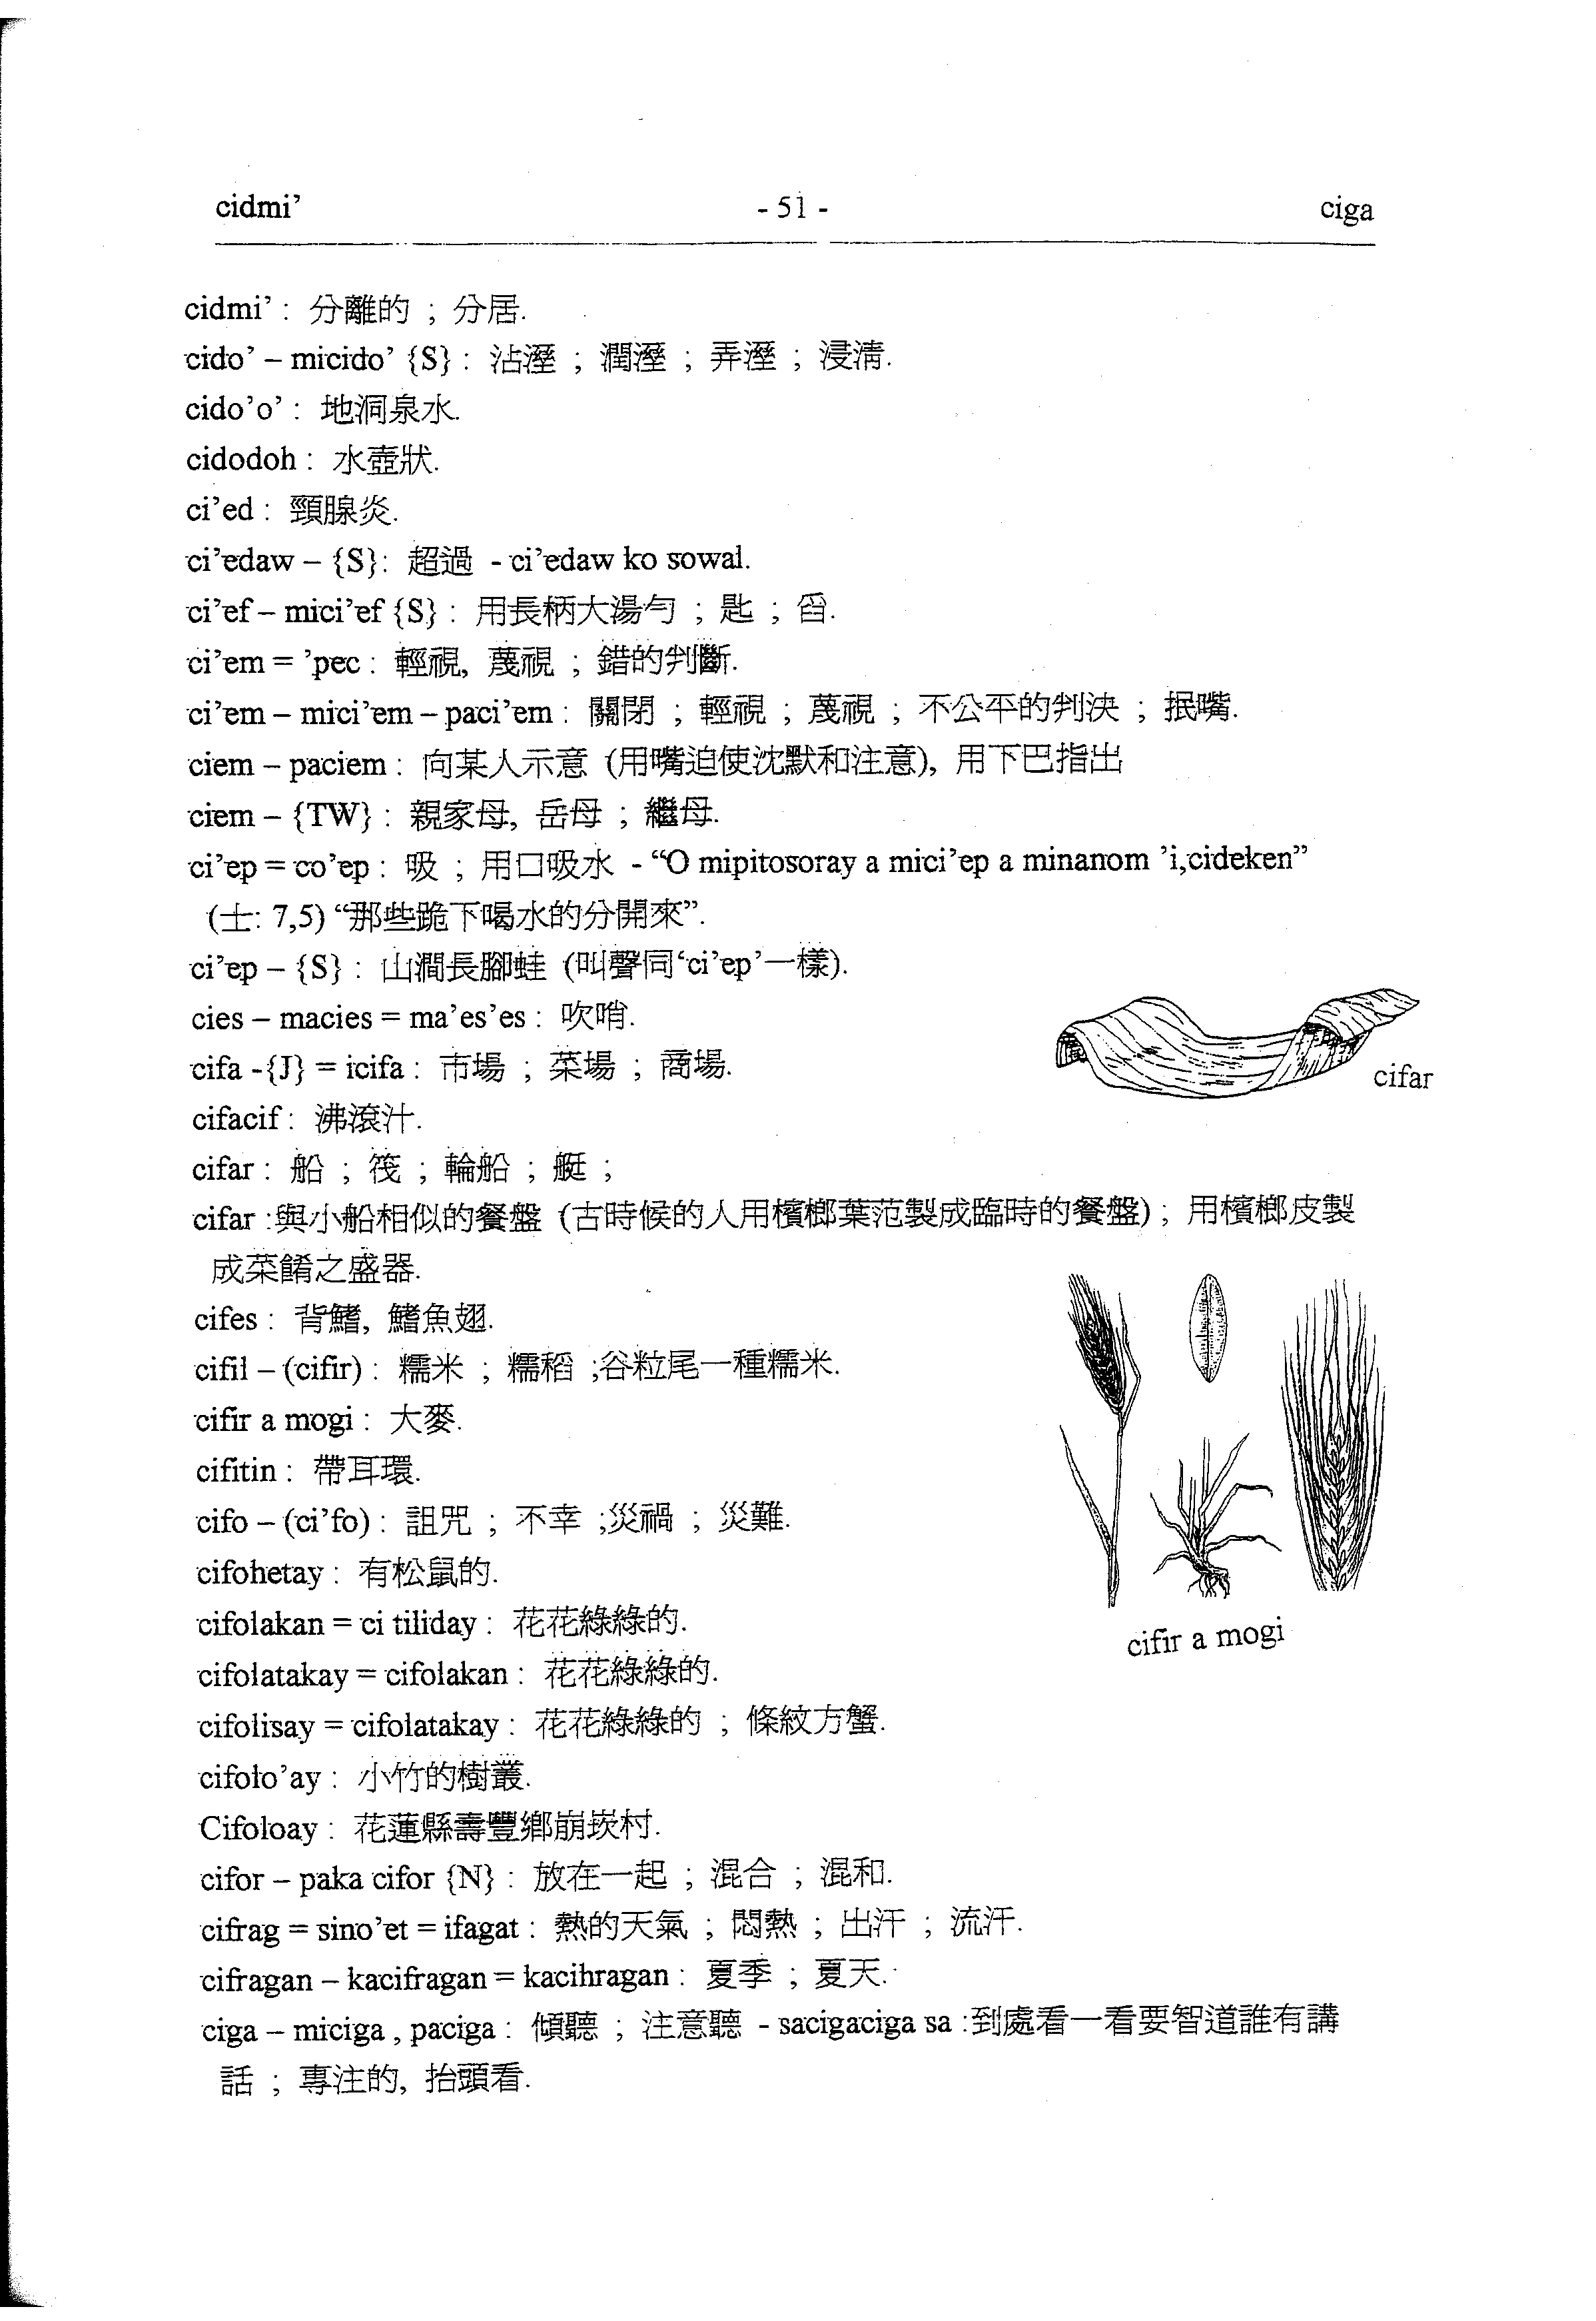 cidmi’ - 51 - ciga
cidmi’ : 分離的 ; 分居.
cido’ – micido’ {S} : 沾溼 ; 潤溼 ; 弄溼 ; 浸清.
cido’o’ : 地洞泉水.
cidodoh : 水壺狀.
ci’ed : 頸腺炎.
ci’edaw – {S}: 超過 - ci’edaw ko sowal.
ci’ef – mici’ef {S} : 用長柄大湯勺 ; 匙 ; 舀.
ci’em = ’pec : 輕視, 蔑視 ; 錯的判斷.
ci’em – mici’em – paci’em : 關閉 ; 輕視 ; 蔑視 ; 不公平的判決 ; 抿嘴.
ciem – paciem : 向某人示意 (用嘴迫使沈默和注意), 用下巴指出
ciem – {TW} : 親家母, 岳母 ; 繼母.
ci’ep = co’ep : 吸 ; 用口吸水 - “O mipitosoray a mici’ep a minanom ’i,cideken”
(士: 7,5) “那些跪下喝水的分開來”.
ci’ep – {S} : 山澗長腳蛙 (叫聲同‘ci’ep’一樣).
cies – macies = ma’es’es : 吹哨.
cifa -{J} = icifa : 市場 ; 菜場 ; 商場.
cifar
cifacif : 沸滾汁.
cifar : 船 ; 筏 ; 輪船 ; 艇 ;
cifar :與小船相似的餐盤 (古時候的人用檳榔葉范製成臨時的餐盤) ; 用檳榔皮製
成菜餚之盛器.
cifes : 背鰭, 鰭魚翅.
cifil – (cifir) : 糯米 ; 糯稻 ;谷粒尾一種糯米.
cifir a mogi : 大麥.
cifitin : 帶耳環.
cifo – (ci’fo) : 詛咒 ; 不幸 ;災禍 ; 災難.
cifohetay : 有松鼠的.
cifolakan = ci tiliday : 花花綠綠的.
cifir a mogi
cifolatakay = cifolakan : 花花綠綠的.
cifolisay = cifolatakay : 花花綠綠的 ; 條紋方蟹.
cifolo’ay : 小竹的樹叢.
Cifoloay : 花蓮縣壽豐鄉崩崁村.
cifor – paka cifor {N} : 放在一起 ; 混合 ; 混和.
cifrag = sino’et = ifagat : 熱的天氣 ; 悶熱 ; 出汗 ; 流汗.
cifragan – kacifragan = kacihragan : 夏季 ; 夏天.
ciga – miciga , paciga : 傾聽 ; 注意聽 - sacigaciga sa :到處看一看要智道誰有講
話 ; 專注的, 抬頭看.